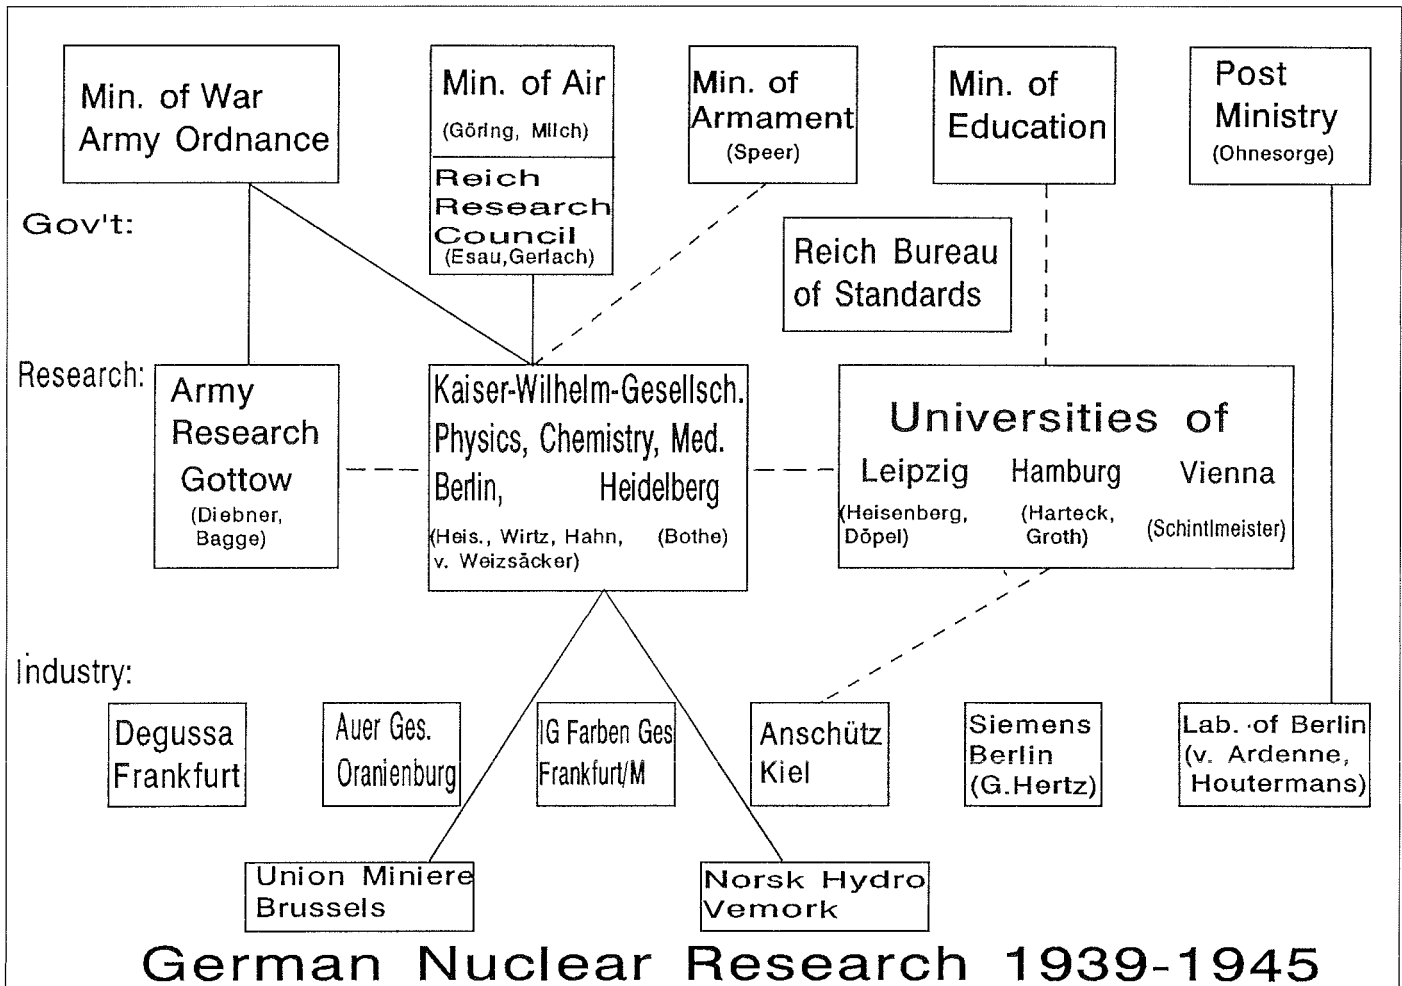 Min. of War
Army Ordnance
Min. of Air
(Göring, Milch)
Reich
Research
Council
(Esau,Gerlach)
Min. of
Armament
(Speer)
Min. of
Education
Post
Ministry
(Ohnesorge)
Gov't:
Reich Bureau
of Standards
Research:
Army
Research
Gottow
(Diebner,
Bagge)
Kaiser-Wilhelm-Gesellsch.
Physics, Chemistry, Med.
Berlin, Heidelberg
(Heis., Wirtz, Hahn, (Bothe)
v. Weizsäcker)
Universities of
Leipzig Hamburg Vienna
(Heisenberg, (Harteck, (Schintlmeister)
Döpel) Groth)
Industry:
Degussa
Frankfurt
Auer Ges.
Oranienburg
IG Farben Ges
Frankfurt/M
Anschütz
Kiel
Siemens
Berlin
(G.Hertz)
Lab. of Berlin
(v. Ardenne,
Houtermans)
Union Miniere
Brussels
Norsk Hydro
Vemork
German Nuclear Research 1939-1945